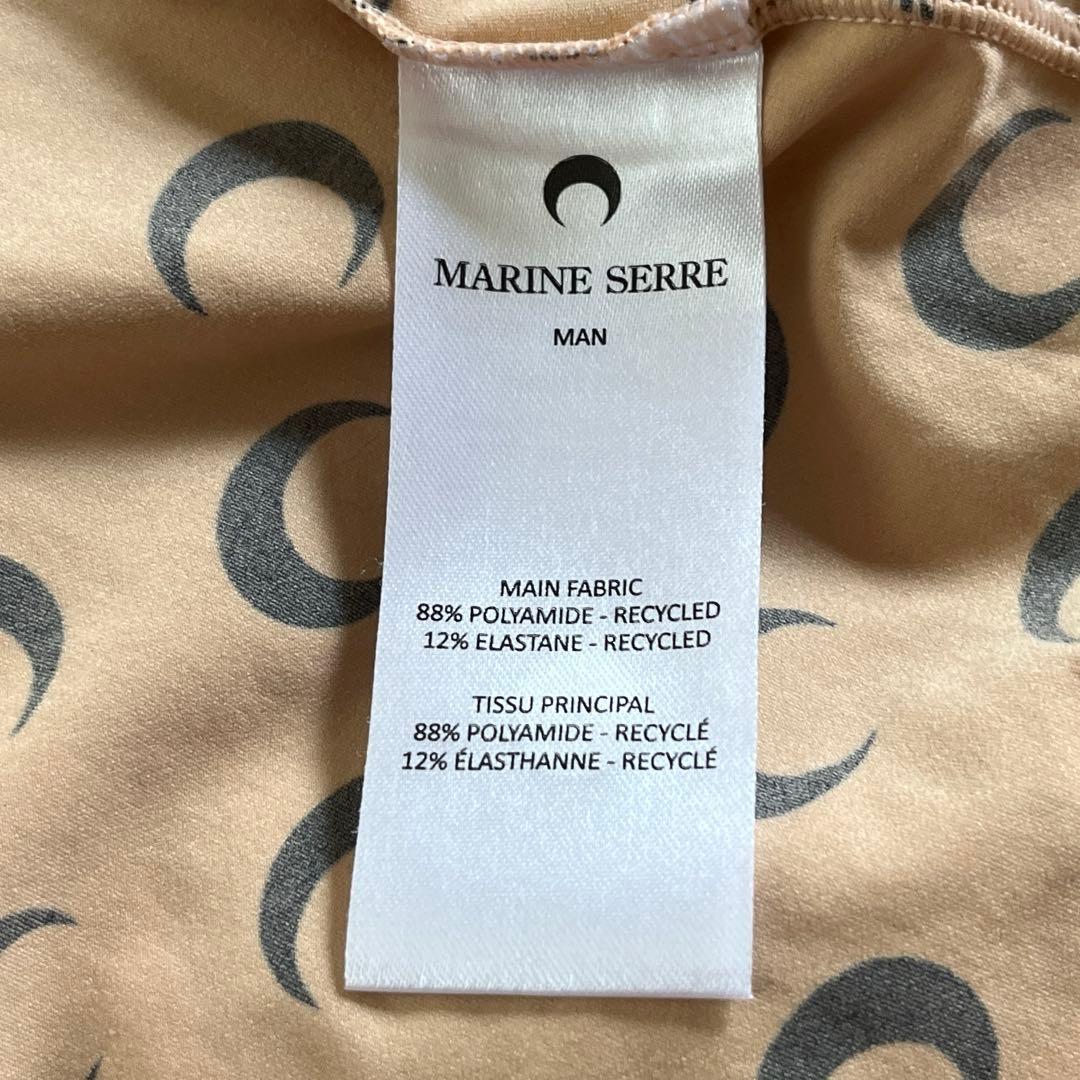 MARINE SERRE
MAN
MAIN FABRIC
88% POLYAMIDE - RECYCLED
12% ELASTANE - RECYCLED
TISSU PRINCIPAL
88% POLYAMIDE - RECYCLÉ
12% ÉLASTHANNE - RECYCLÉ